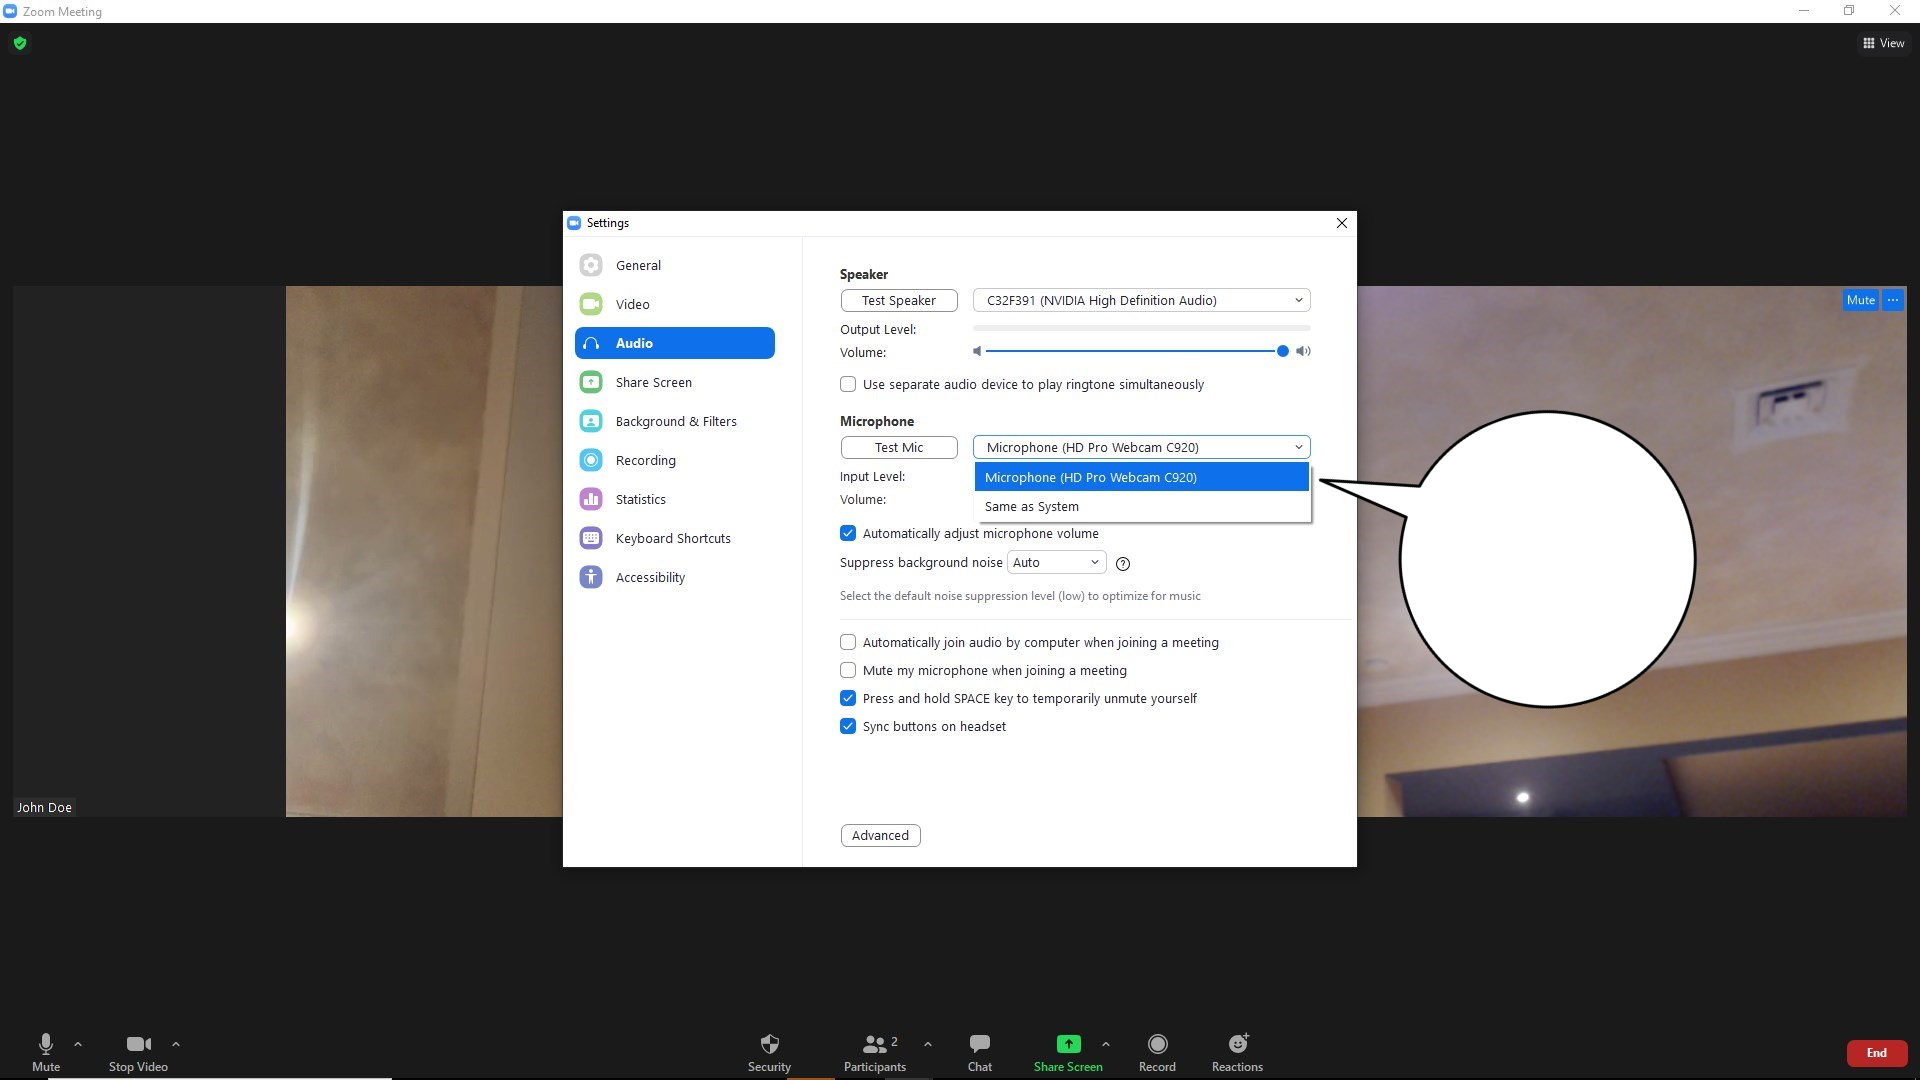 Zoom Meeting
View
Settings
General
Video
Audio
Share Screen
Background & Filters
Recording
Statistics
Keyboard Shortcuts
Accessibility
Speaker
Test Speaker
C32F391 (NVIDIA High Definition Audio)
Output Level:
Volume:
Use separate audio device to play ringtone simultaneously
Microphone
Test Mic
Microphone (HD Pro Webcam C920)
Input Level:
Microphone (HD Pro Webcam C920)
Volume:
Same as System
Automatically adjust microphone volume
Suppress background noise Auto
Select the default noise suppression level (low) to optimize for music
Automatically join audio by computer when joining a meeting
Mute my microphone when joining a meeting
Press and hold SPACE key to temporarily unmute yourself
Sync buttons on headset
Advanced
Mute
John Doe
Mute
Stop Video
Security
Participants
2
Chat
Share Screen
Record
Reactions
End